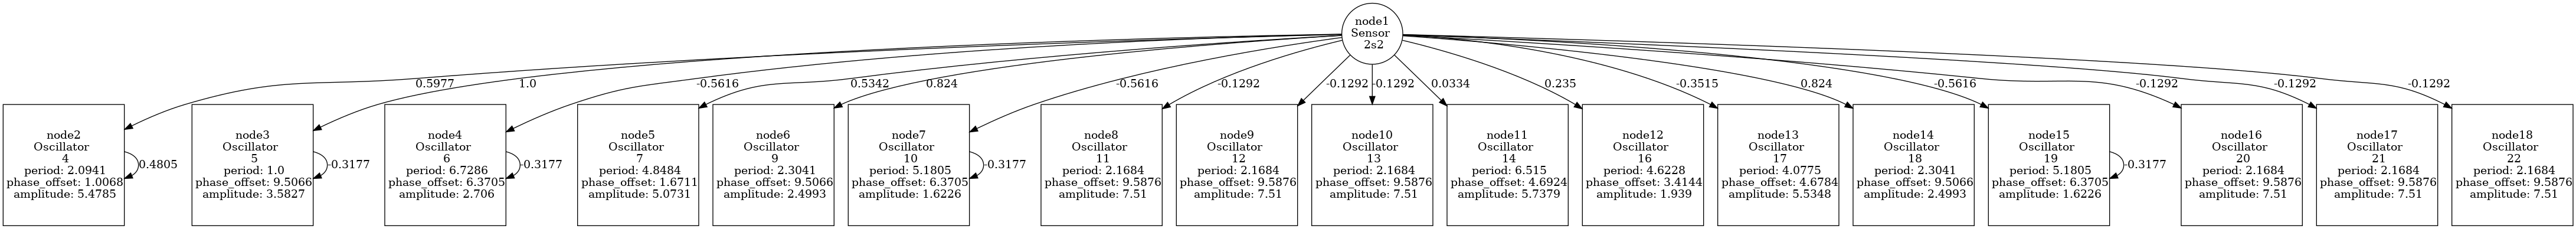 node1
Sensor
2s2
0.5977
1.0
-0.5616
0.5342
0.824
-0.5616
-0.1292
-0.1292
-0.1292
0.0334
0.235
-0.3515
0.824
-0.5616
-0.1292
-0.1292
-0.1292
node2
Oscillator
4
period: 2.0941
phase_offset: 1.0068
amplitude: 5.4785
0.4805
node3
Oscillator
5
period: 1.0
phase_offset: 9.5066
amplitude: 3.5827
-0.3177
node4
Oscillator
6
period: 6.7286
phase_offset: 6.3705
amplitude: 2.706
-0.3177
node5
Oscillator
7
period: 4.8484
phase_offset: 1.6711
amplitude: 5.0731
node6
Oscillator
9
period: 2.3041
phase_offset: 9.5066
amplitude: 2.4993
node7
Oscillator
10
period: 5.1805
phase_offset: 6.3705
amplitude: 1.6226
-0.3177
node8
Oscillator
11
period: 2.1684
phase_offset: 9.5876
amplitude: 7.51
node9
Oscillator
12
period: 2.1684
phase_offset: 9.5876
amplitude: 7.51
node10
Oscillator
13
period: 2.1684
phase_offset: 9.5876
amplitude: 7.51
node11
Oscillator
14
period: 6.515
phase_offset: 4.6924
amplitude: 5.7379
node12
Oscillator
16
period: 4.6228
phase_offset: 3.4144
amplitude: 1.939
node13
Oscillator
17
period: 4.0775
phase_offset: 4.6784
amplitude: 5.5348
node14
Oscillator
18
period: 2.3041
phase_offset: 9.5066
amplitude: 2.4993
node15
Oscillator
19
period: 5.1805
phase_offset: 6.3705
amplitude: 1.6226
-0.3177
node16
Oscillator
20
period: 2.1684
phase_offset: 9.5876
amplitude: 7.51
node17
Oscillator
21
period: 2.1684
phase_offset: 9.5876
amplitude: 7.51
node18
Oscillator
22
period: 2.1684
phase_offset: 9.5876
amplitude: 7.51